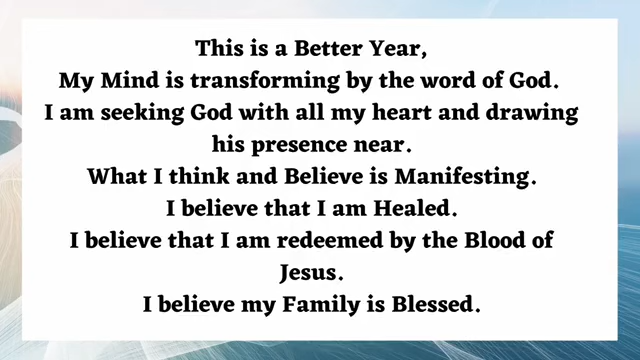 This is a Better Year,
My Mind is transforming by the word of God.
I am seeking God with all my heart and drawing
his presence near.
What I think and Believe is Manifesting.
I believe that I am Healed.
I believe that I am redeemed by the Blood of
Jesus.
I believe my Family is Blessed.